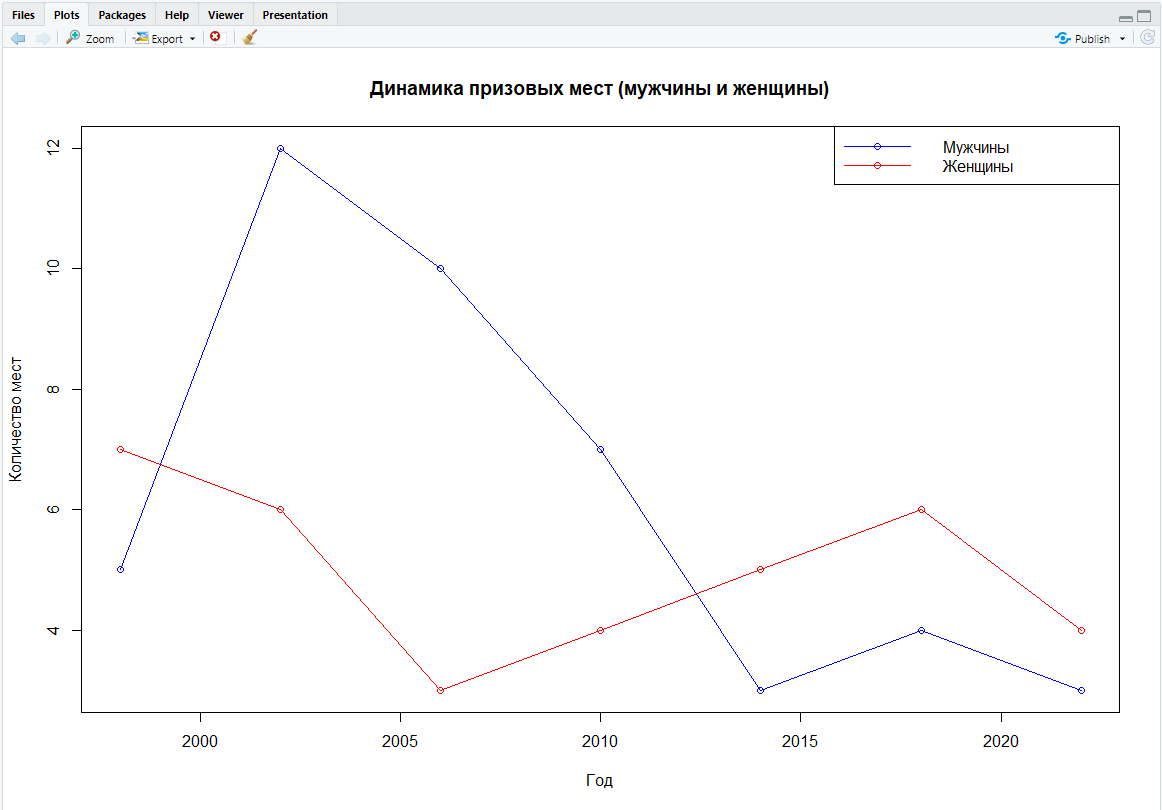 Files Plots Packages Help Viewer Presentation
Zoom Export Publish
Динамика призовых мест (мужчины и женщины)
Мужчины
Женщины
Количество мест
12
10
8
6
4
2000 2005 2010 2015 2020
Год